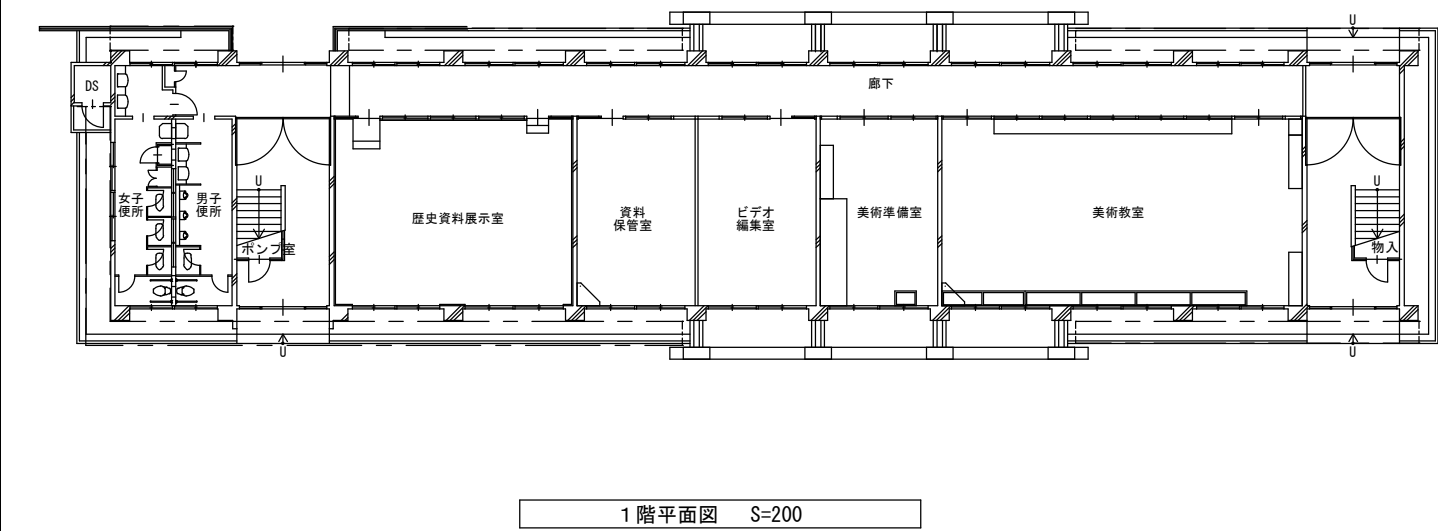 U
DS
廊下
U
U
女子
便所
男子
便所
歴史資料展示室
資料
保管室
ビデオ
編集室
美術準備室
美術教室
ポンプ室
物入
U
U
1階平面図 S=200